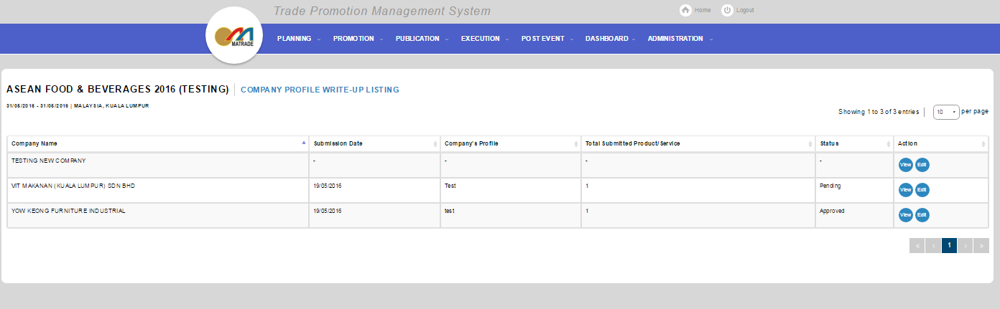 Trade Promotion Management System
Home Logout
MATRADE
PLANNING PROMOTION PUBLICATION EXECUTION POST EVENT DASHBOARD ADMINISTRATION
ASEAN FOOD & BEVERAGES 2016 (TESTING) COMPANY PROFILE WRITE-UP LISTING
31/05/2016 - 31/05/2016 | MALAYSIA, KUALA LUMPUR
Showing 1 to 3 of 3 entries | 10 per page
Company Name Submission Date Company's Profile Total Submitted Product/Service Status Action
TESTING NEW COMPANY - - - - View Edit
VIT MAKANAN (KUALA LUMPUR) SDN BHD 19/05/2016 Test 1 Pending View Edit
YOW KEONG FURNITURE INDUSTRIAL 19/05/2016 test 1 Approved View Edit
« ‹ 1 › »